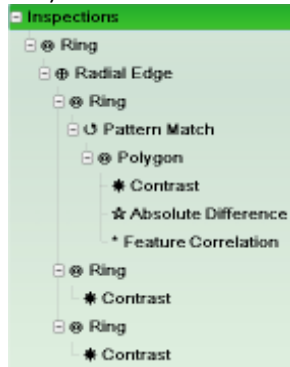 Inspections
Ring
Radial Edge
Ring
Pattern Match
Polygon
Contrast
Absolute Difference
Feature Correlation
Ring
Contrast
Ring
Contrast